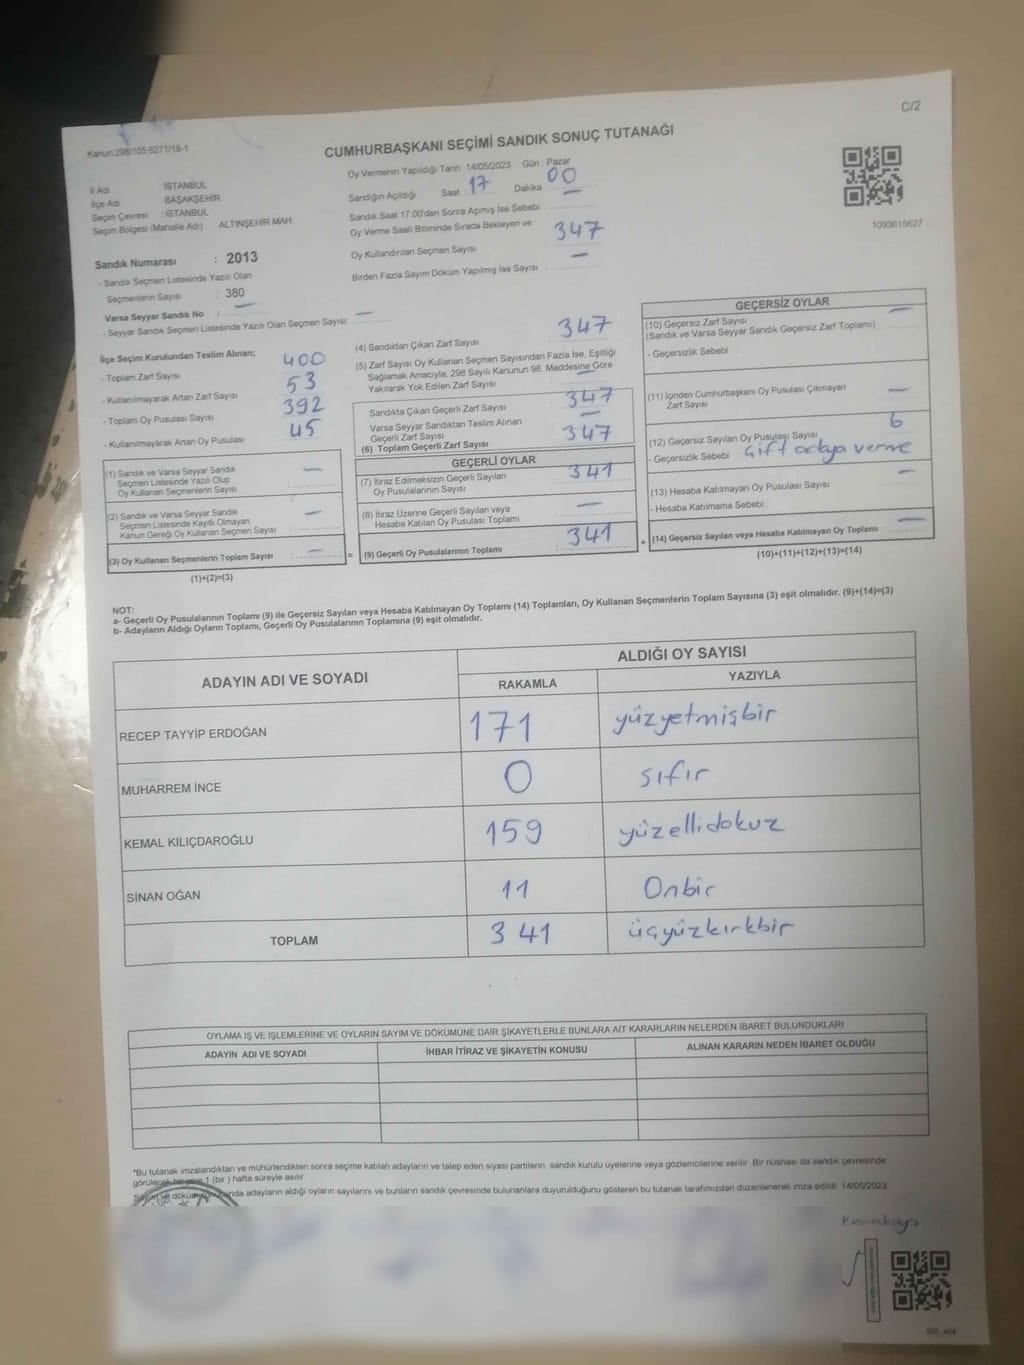 C/2
Kanun:298/105,6271/18-1
CUMHURBAŞKANI SEÇİMİ SANDIK SONUÇ TUTANAĞI
Oy Vermenin Yapıldığı Tarih : 14/05/2023 Gün : Pazar
Sandığın Açıldığı Saat 17 Dakika 00
Sandık Saat 17:00'den Sonra Açımış İse Sebebi : —
Oy Verme Saati Bitiminde Sırada Bekleyen ve
Oy Kullandırılan Seçmen Sayısı : 347
Birden Fazla Sayım Döküm Yapılmış İse Sayısı : —
1093615627
İl Adı İSTANBUL
İlçe Adı BAŞAKŞEHİR
Seçim Çevresi : İSTANBUL
Seçim Bölgesi (Mahalle Adı) ALTINŞEHİR MAH
Sandık Numarası : 2013
- Sandık Seçmen Listesinde Yazılı Olan
Seçmenlerin Sayısı : 380
Varsa Seyyar Sandık No : —
- Seyyar Sandık Seçmen Listesinde Yazılı Olan Seçmen Sayısı: —
İlçe Seçim Kurulundan Teslim Alınan;
- Toplam Zarf Sayısı 400
- Kullanılmayarak Artan Zarf Sayısı 53
- Toplam Oy Pusulası Sayısı 392
- Kullanılmayarak Artan Oy Pusulası 45
(1) Sandık ve Varsa Seyyar Sandık
Seçmen Listesinde Yazılı Olup
Oy Kullanan Seçmenlerin Sayısı : —
(2) Sandık ve Varsa Seyyar Sandık
Seçmen Listesinde Kayıtlı Olmayan
Kanun Gereği Oy Kullanan Seçmen Sayısı : —
(3) Oy Kullanan Seçmenlerin Toplam Sayısı : —
(1)+(2)=(3)
=
(4) Sandıktan Çıkan Zarf Sayısı : 347
(5) Zarf Sayısı Oy Kullanan Seçmen Sayısından Fazla İse, Eşitliği
Sağlamak Amacıyla; 298 Sayılı Kanunun 98. Maddesine Göre
Yakılarak Yok Edilen Zarf Sayısı : —
Sandıkta Çıkan Geçerli Zarf Sayısı : 347
Varsa Seyyar Sandıktan Teslim Alınan
Geçerli Zarf Sayısı : —
(6) Toplam Geçerli Zarf Sayısı : 347
GEÇERLİ OYLAR
(7) İtiraz Edilmeksizin Geçerli Sayılan
Oy Pusulalarının Sayısı : 341
(8) İtiraz Üzerine Geçerli Sayılan veya
Hesaba Katılan Oy Pusulası Toplamı : —
(9) Geçerli Oy Pusulalarının Toplamı : 341
+
GEÇERSİZ OYLAR
(10) Geçersiz Zarf Sayısı —
(Sandık ve Varsa Seyyar Sandık Geçersiz Zarf Toplamı)
- Geçersizlik Sebebi :
(11) İçinden Cumhurbaşkanı Oy Pusulası Çıkmayan
Zarf Sayısı —
(12) Geçersiz Sayılan Oy Pusulası Sayısı : 6
- Geçersizlik Sebebi :
(13) Hesaba Katılmayan Oy Pusulası Sayısı : —
- Hesaba Katılmama Sebebi :
(14) Geçersiz Sayılan veya Hesaba Katılmayan Oy Toplamı : —
(10)+(11)+(12)+(13)=(14)
NOT:
a- Geçerli Oy Pusulalarının Toplamı (9) ile Geçersiz Sayılan veya Hesaba Katılmayan Oy Toplamı (14) Toplamları, Oy Kullanan Seçmenlerin Toplam Sayısına (3) eşit olmalıdır. (9)+(14)=(3)
b- Adayların Aldığı Oyların Toplamı, Geçerli Oy Pusulalarının Toplamına (9) eşit olmalıdır.
ADAYIN ADI VE SOYADI ALDIĞI OY SAYISI
RAKAMLA YAZIYLA
RECEP TAYYİP ERDOĞAN 171 yüzyetmişbir
MUHARREM İNCE 0 sıfır
KEMAL KILIÇDAROĞLU 159 yüzellidokuz
SİNAN OĞAN 11 Onbir
TOPLAM 341 üçyüzkırkbir
OYLAMA İŞ VE İŞLEMLERİNE VE OYLARIN SAYIM VE DÖKÜMÜNE DAİR ŞİKAYETLERLE BUNLARA AİT KARARLARIN NELERDEN İBARET BULUNDUKLARI
ADAYIN ADI VE SOYADI İHBAR İTİRAZ VE ŞİKAYETİN KONUSU ALINAN KARARIN NEDEN İBARET OLDUĞU
*Bu tutanak imzalandıktan ve mühürlendikten sonra seçime katılan adayların ve talep eden siyasi partilerin sandık kurulu üyelerine veya gözlemcilerine verilir. Bir nüshası da sandık çevresinde
görülecek bir yere 1 (bir) hafta süreyle asılır
Sayım ve döküm sonucunda adayların aldığı oyların sayılarını ve bunların sandık çevresinde bulunanlara duyurulduğunu gösteren bu tutanak tarafımızdan düzenlenerek imza edildi. 14/05/2023